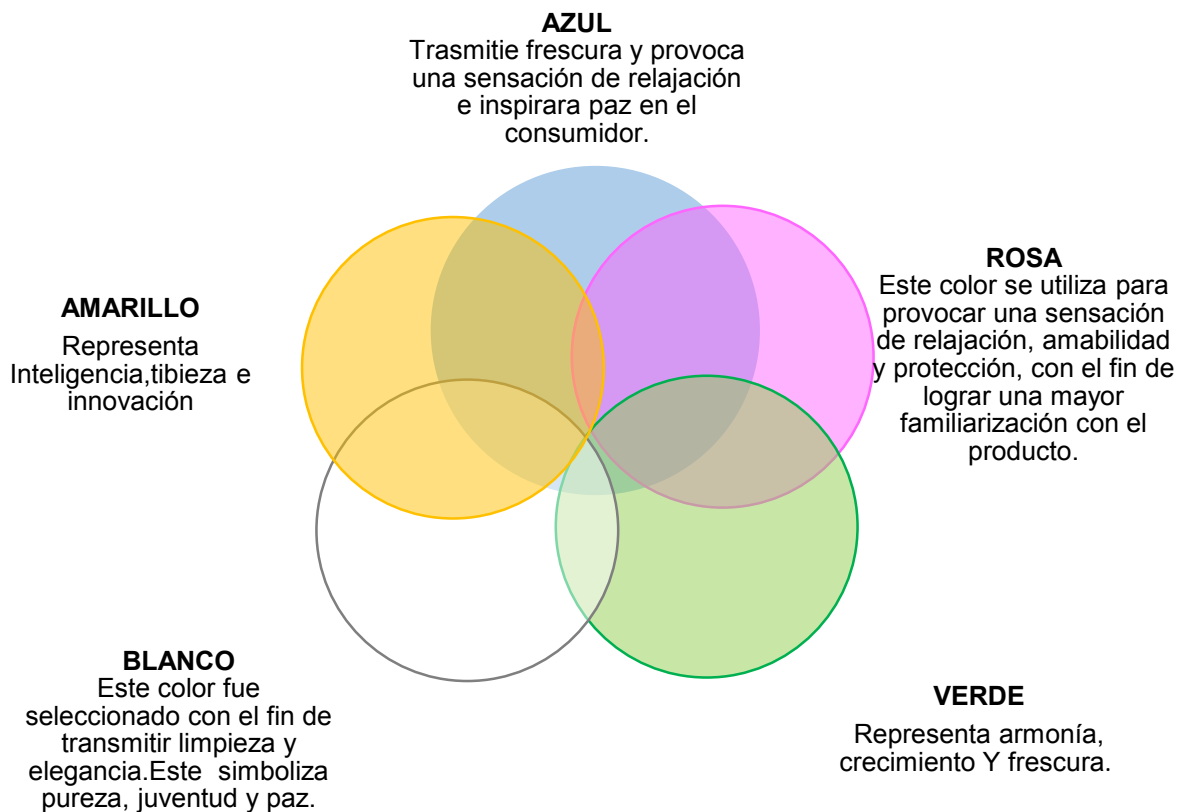 AZUL
Trasmitie frescura y provoca
una sensación de relajación
e inspirara paz en el
consumidor.
ROSA
Este color se utiliza para
provocar una sensación
de relajación, amabilidad
y protección, con el fin de
lograr una mayor
familiarización con el
producto.
AMARILLO
Representa
Inteligencia,tibieza e
innovación
BLANCO
Este color fue
seleccionado con el fin de
transmitir limpieza y
elegancia.Este simboliza
pureza, juventud y paz.
VERDE
Representa armonía,
crecimiento Y frescura.